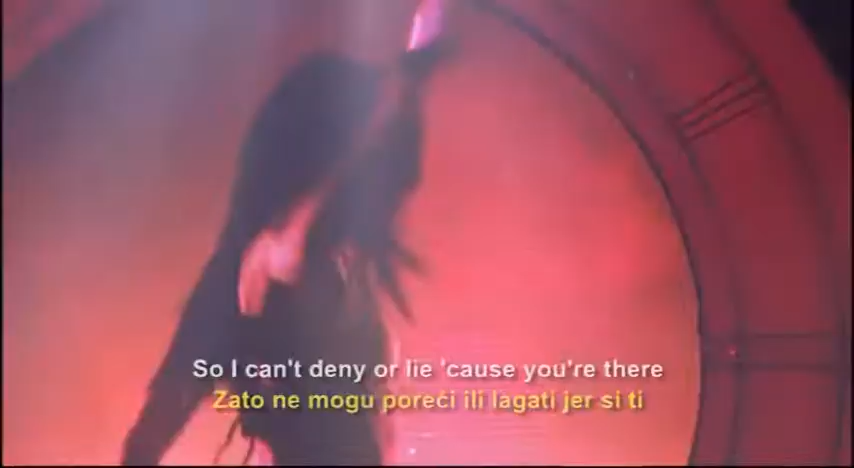 So I can't deny or lie 'cause you're there
Zato ne mogu poreći ili lagati jer si ti